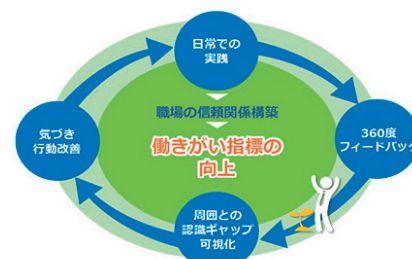 日常での
実践
職場の信頼関係構築
働きがい指標の
向上
気づき
行動改善
360度
フィードバック
周囲との
認識ギャップ
可視化